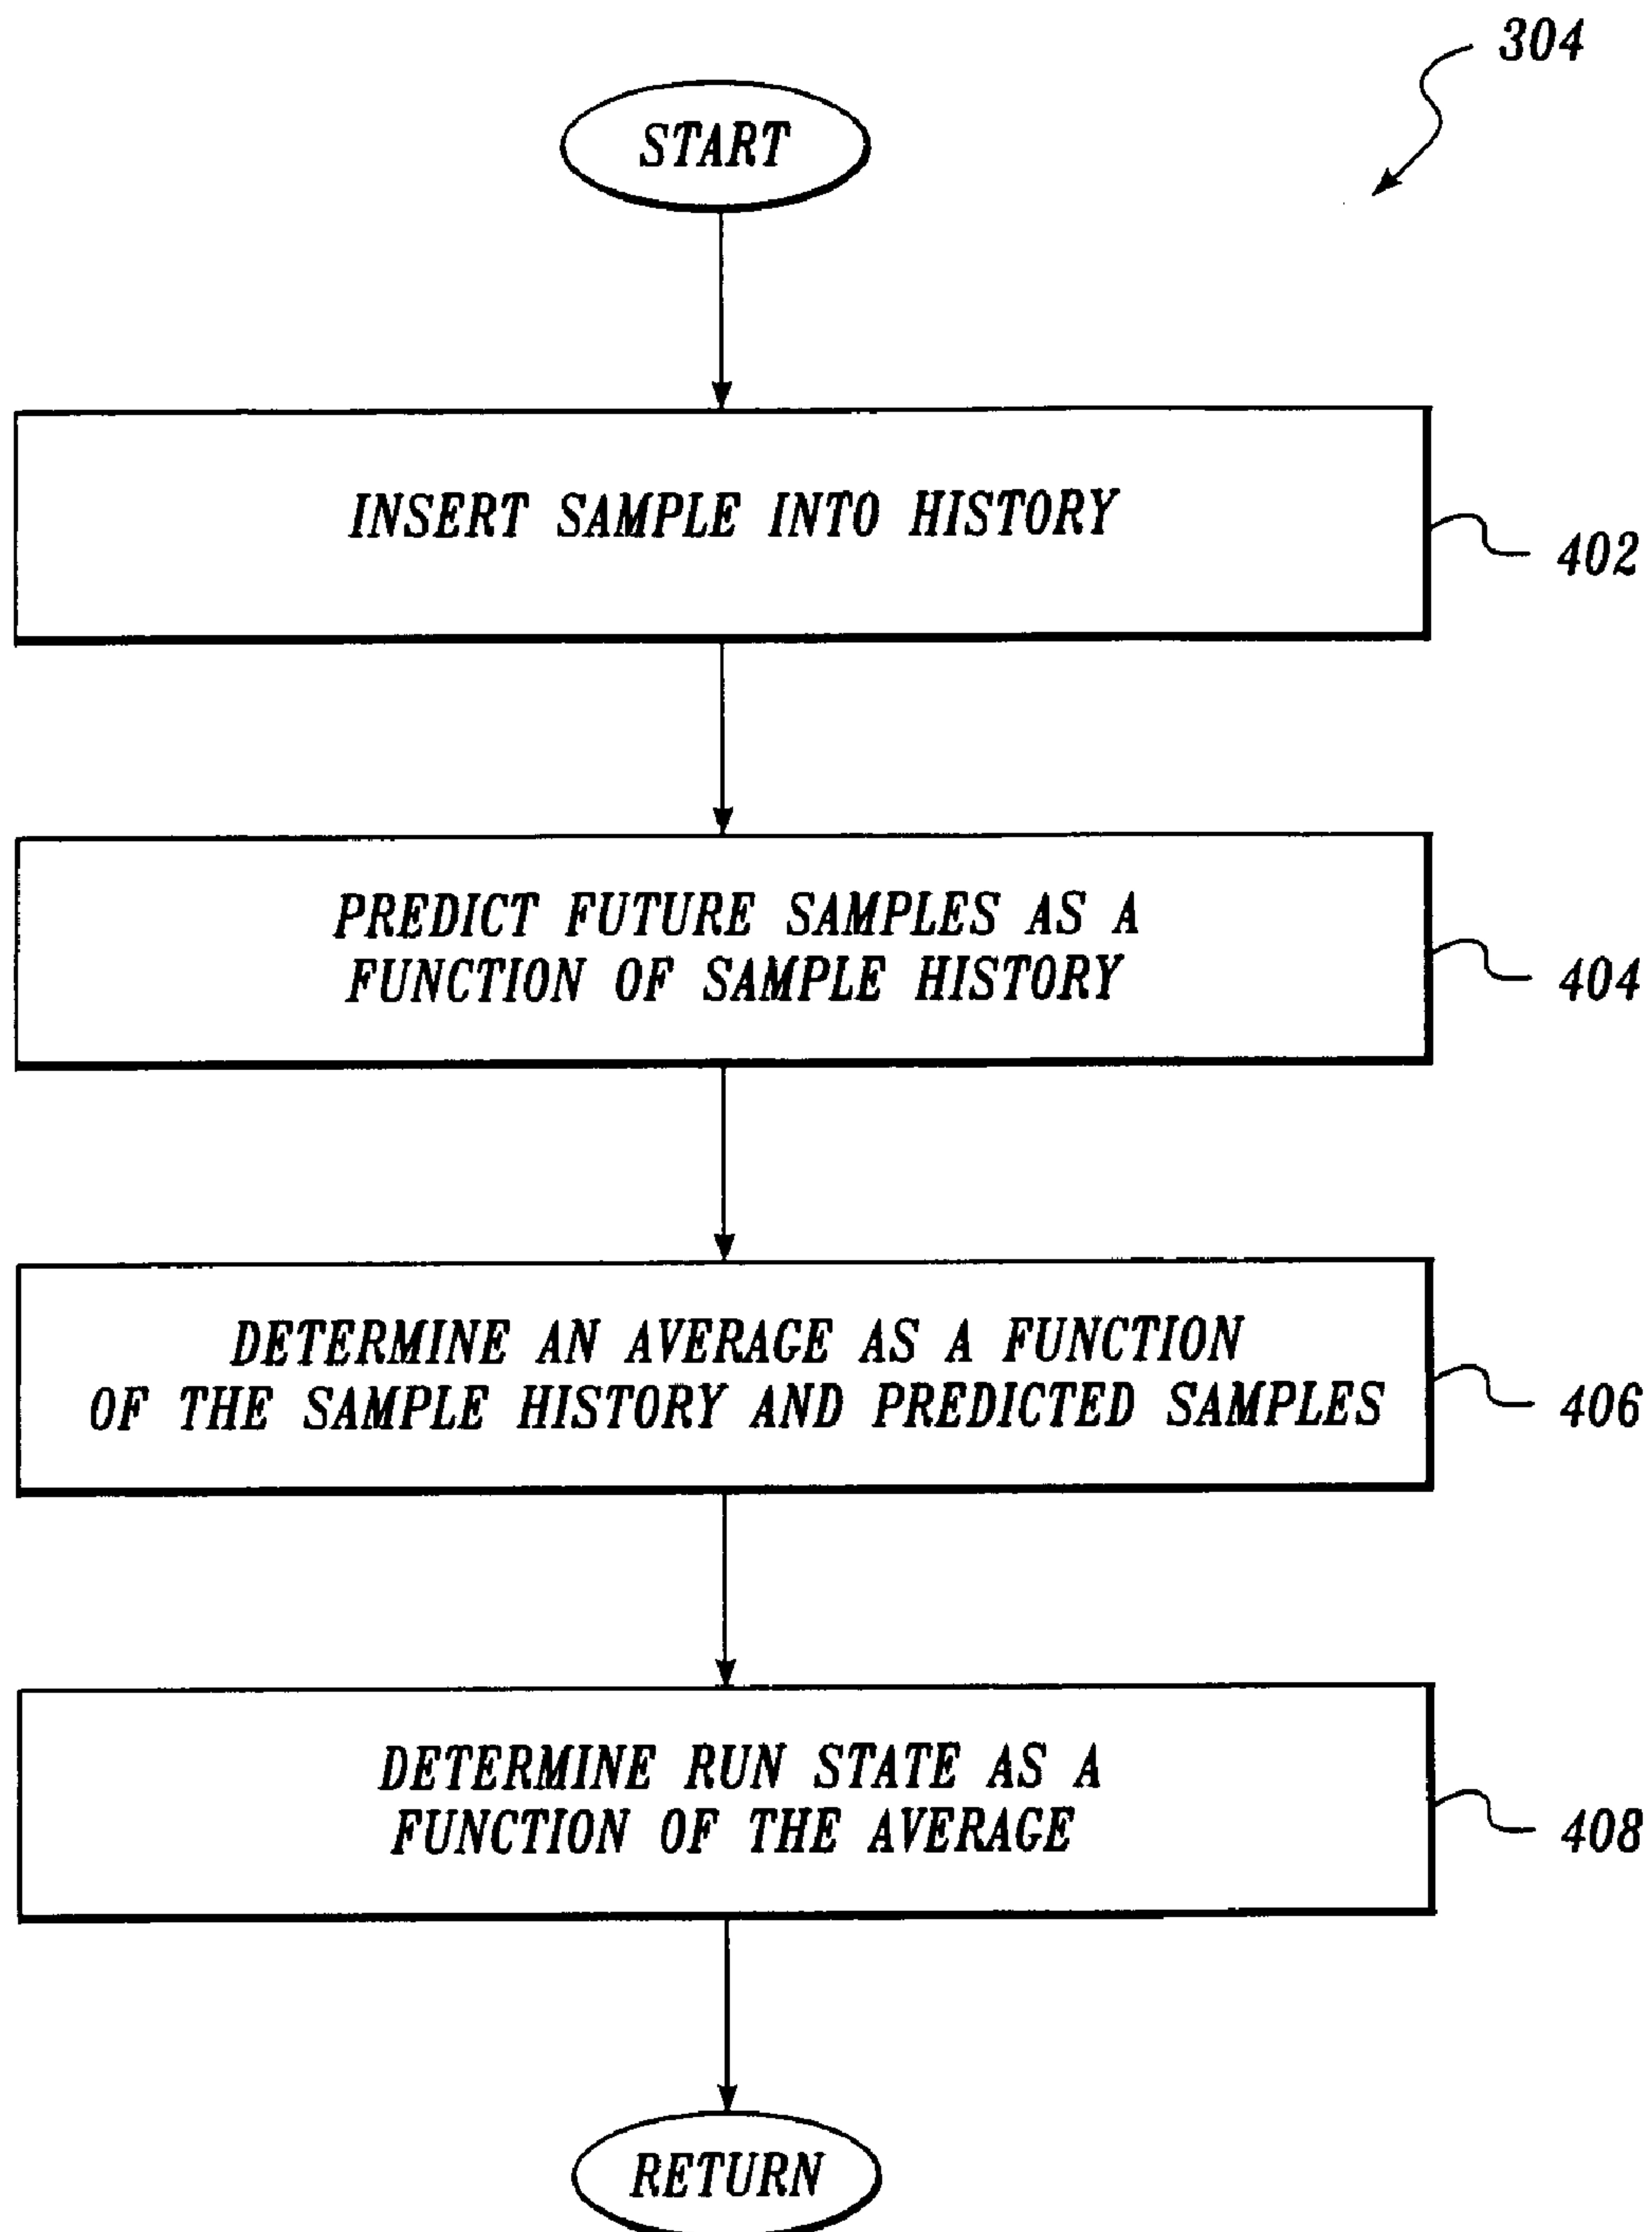 304
START
INSERT SAMPLE INTO HISTORY
402
PREDICT FUTURE SAMPLES AS A
FUNCTION OF SAMPLE HISTORY
404
DETERMINE AN AVERAGE AS A FUNCTION
OF THE SAMPLE HISTORY AND PREDICTED SAMPLES
406
DETERMINE RUN STATE AS A
FUNCTION OF THE AVERAGE
408
RETURN